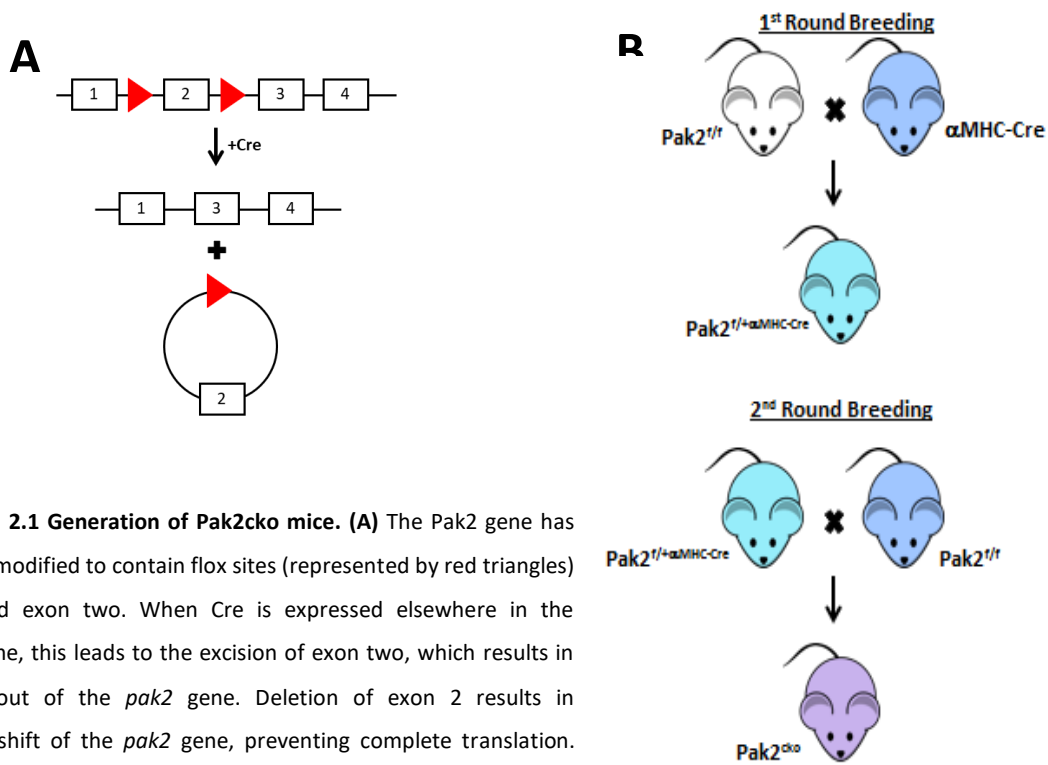 A
1 2 3 4
+Cre
1 3 4
2
2.1 Generation of Pak2cko mice. (A) The Pak2 gene has
modified to contain flox sites (represented by red triangles)
d exon two. When Cre is expressed elsewhere in the
ne, this leads to the excision of exon two, which results in
out of the pak2 gene. Deletion of exon 2 results in
shift of the pak2 gene, preventing complete translation.
B
1st Round Breeding
Pak2f/f
αMHC-Cre
Pak2f/+αMHC-Cre
2nd Round Breeding
Pak2f/+αMHC-Cre
Pak2f/f
Pak2cko